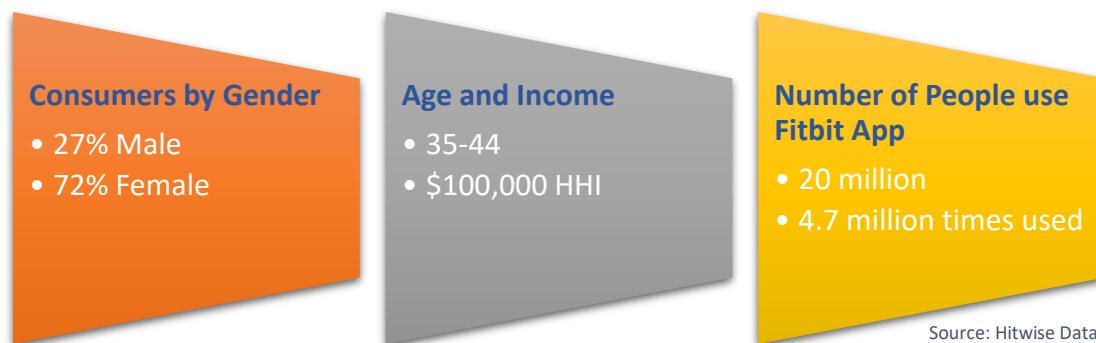 Consumers by Gender
• 27% Male
• 72% Female
Age and Income
• 35-44
• $100,000 HHI
Number of People use
Fitbit App
• 20 million
• 4.7 million times used
Source: Hitwise Data